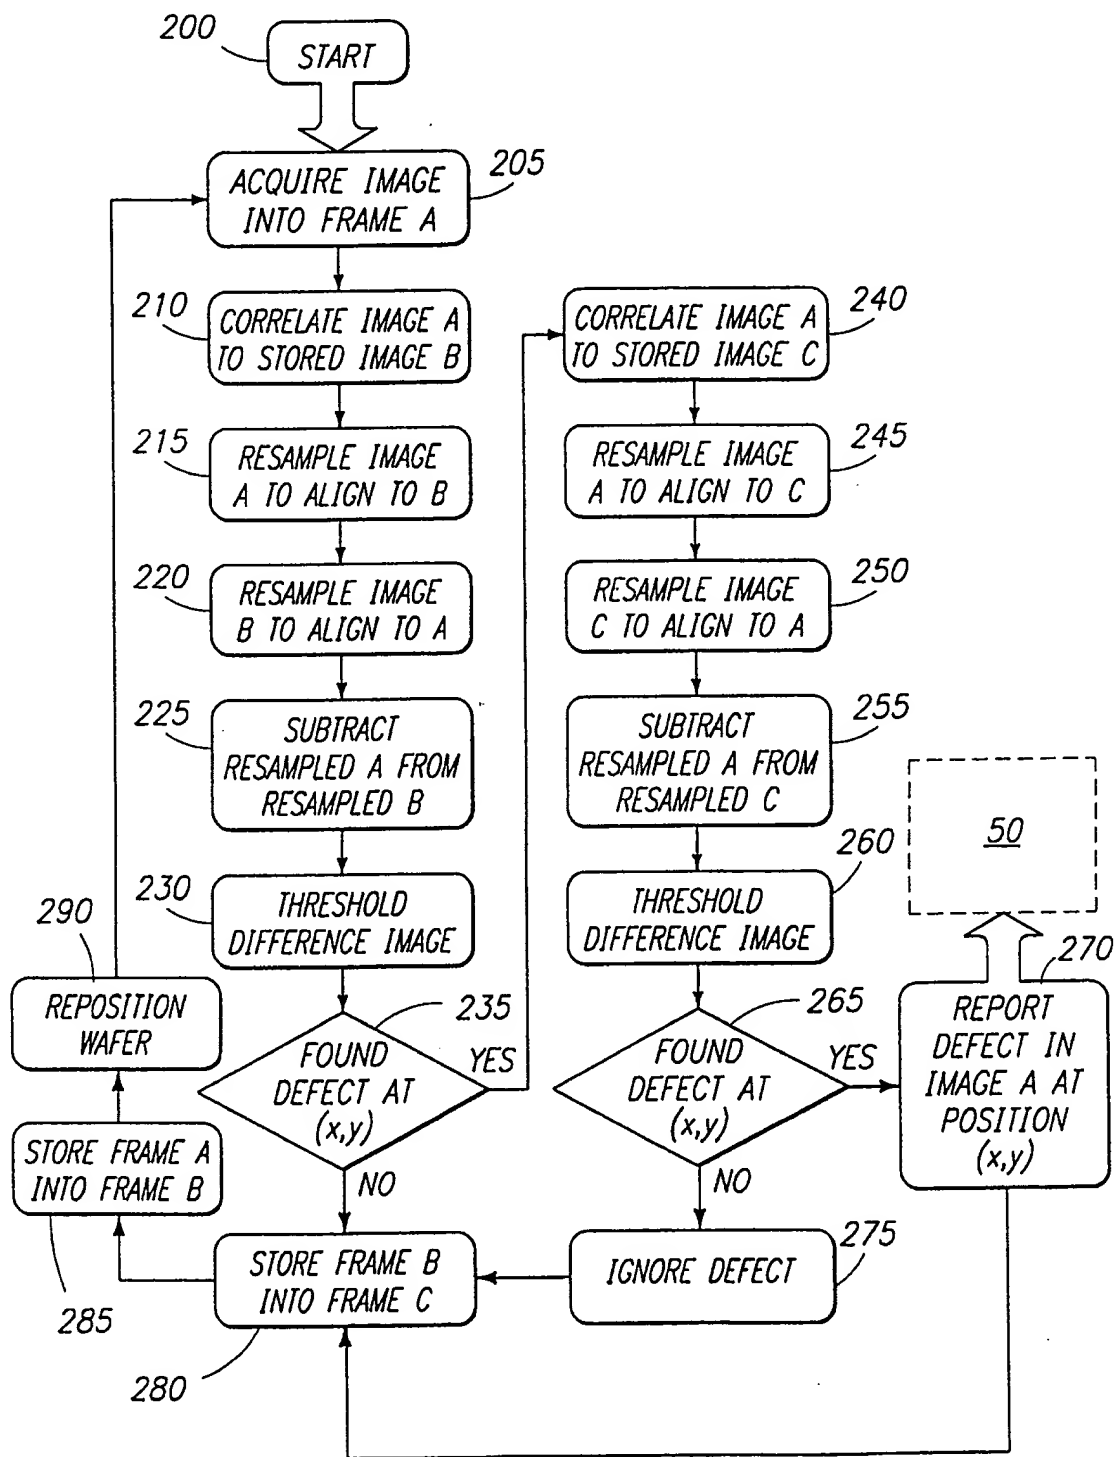 200
START
205
ACQUIRE IMAGE
INTO FRAME A
210
CORRELATE IMAGE A
TO STORED IMAGE B
215
RESAMPLE IMAGE
A TO ALIGN TO B
220
RESAMPLE IMAGE
B TO ALIGN TO A
225
SUBTRACT
RESAMPLED A FROM
RESAMPLED B
230
THRESHOLD
DIFFERENCE IMAGE
235
FOUND
DEFECT AT
(x,y)
YES
NO
240
CORRELATE IMAGE A
TO STORED IMAGE C
245
RESAMPLE IMAGE
A TO ALIGN TO C
250
RESAMPLE IMAGE
C TO ALIGN TO A
255
SUBTRACT
RESAMPLED A FROM
RESAMPLED C
260
THRESHOLD
DIFFERENCE IMAGE
265
FOUND
DEFECT AT
(x,y)
YES
NO
50
270
REPORT
DEFECT IN
IMAGE A AT
POSITION
(x,y)
275
IGNORE DEFECT
280
STORE FRAME B
INTO FRAME C
285
STORE FRAME A
INTO FRAME B
290
REPOSITION
WAFER